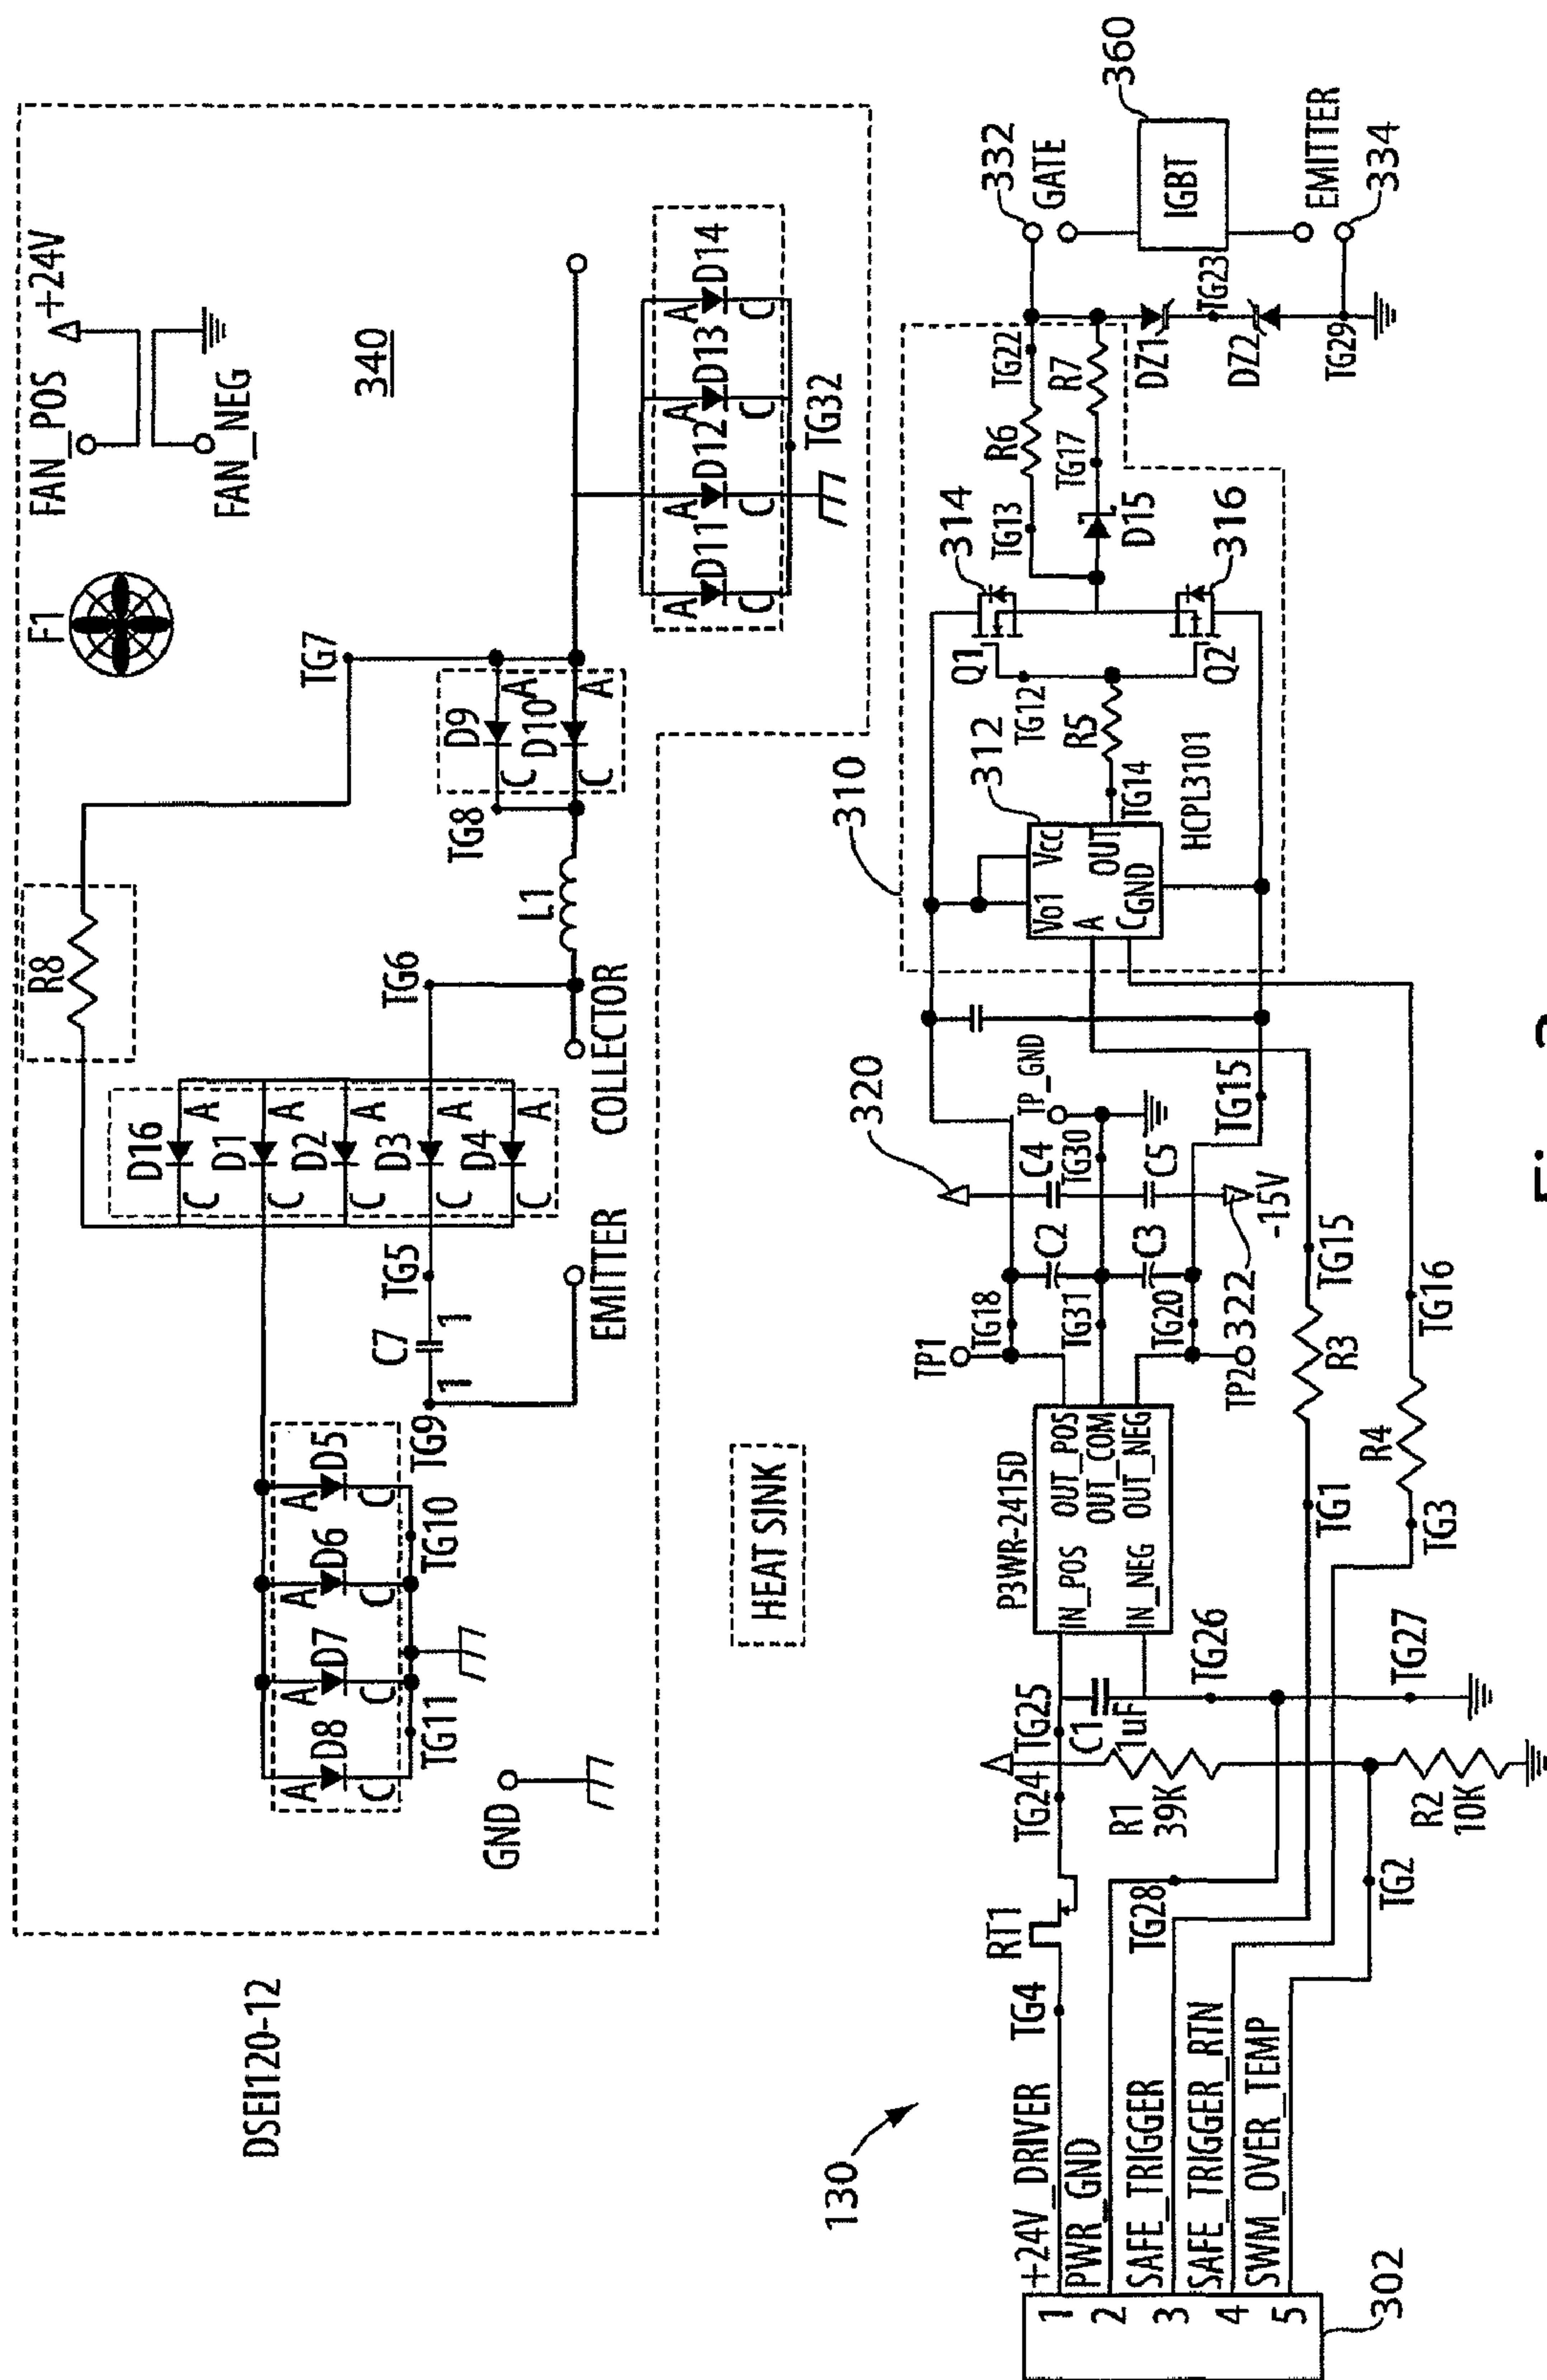 F1
FAN_POS
+24V
FAN_NEG
340
R8
TG7
D16
C
A
D1
C
A
D2
C
A
D3
C
A
D4
C
A
TG6
L1
TG8
D9
C
A
D10
C
A
TG5
C7
1
1
TG9
EMITTER
COLLECTOR
A
D8
C
A
D7
C
A
D6
C
A
D5
C
TG11
TG10
GND
A
D11
C
A
D12
C
A
D13
C
A
D14
C
TG32
DSEI120-12
HEAT SINK
130
302
1
+24V_DRIVER
2
PWR_GND
3
SAFE_TRIGGER
4
SAFE_TRIGGER_RTN
5
SWM_OVER_TEMP
TG4
RT1
TG24
TG25
C1
1uF
R1
39K
TG28
TG26
TG27
TG2
R2
10K
P3WR-2415D
IN_POS
OUT_POS
OUT_COM
IN_NEG
OUT_NEG
TP1
TG18
C2
TG31
C3
TG20
TP2
322
-15V
320
C4
TG30
C5
TP_GND
TG15
TG1
R3
TG15
TG3
R4
TG16
310
312
Vo1
Vcc
A
OUT
C
GND
HCPL3101
TG14
R5
TG12
Q1
Q2
314
316
TG13
R6
TG22
D15
TG17
R7
DZ1
TG23
DZ2
TG29
332
GATE
IGBT
360
EMITTER
334